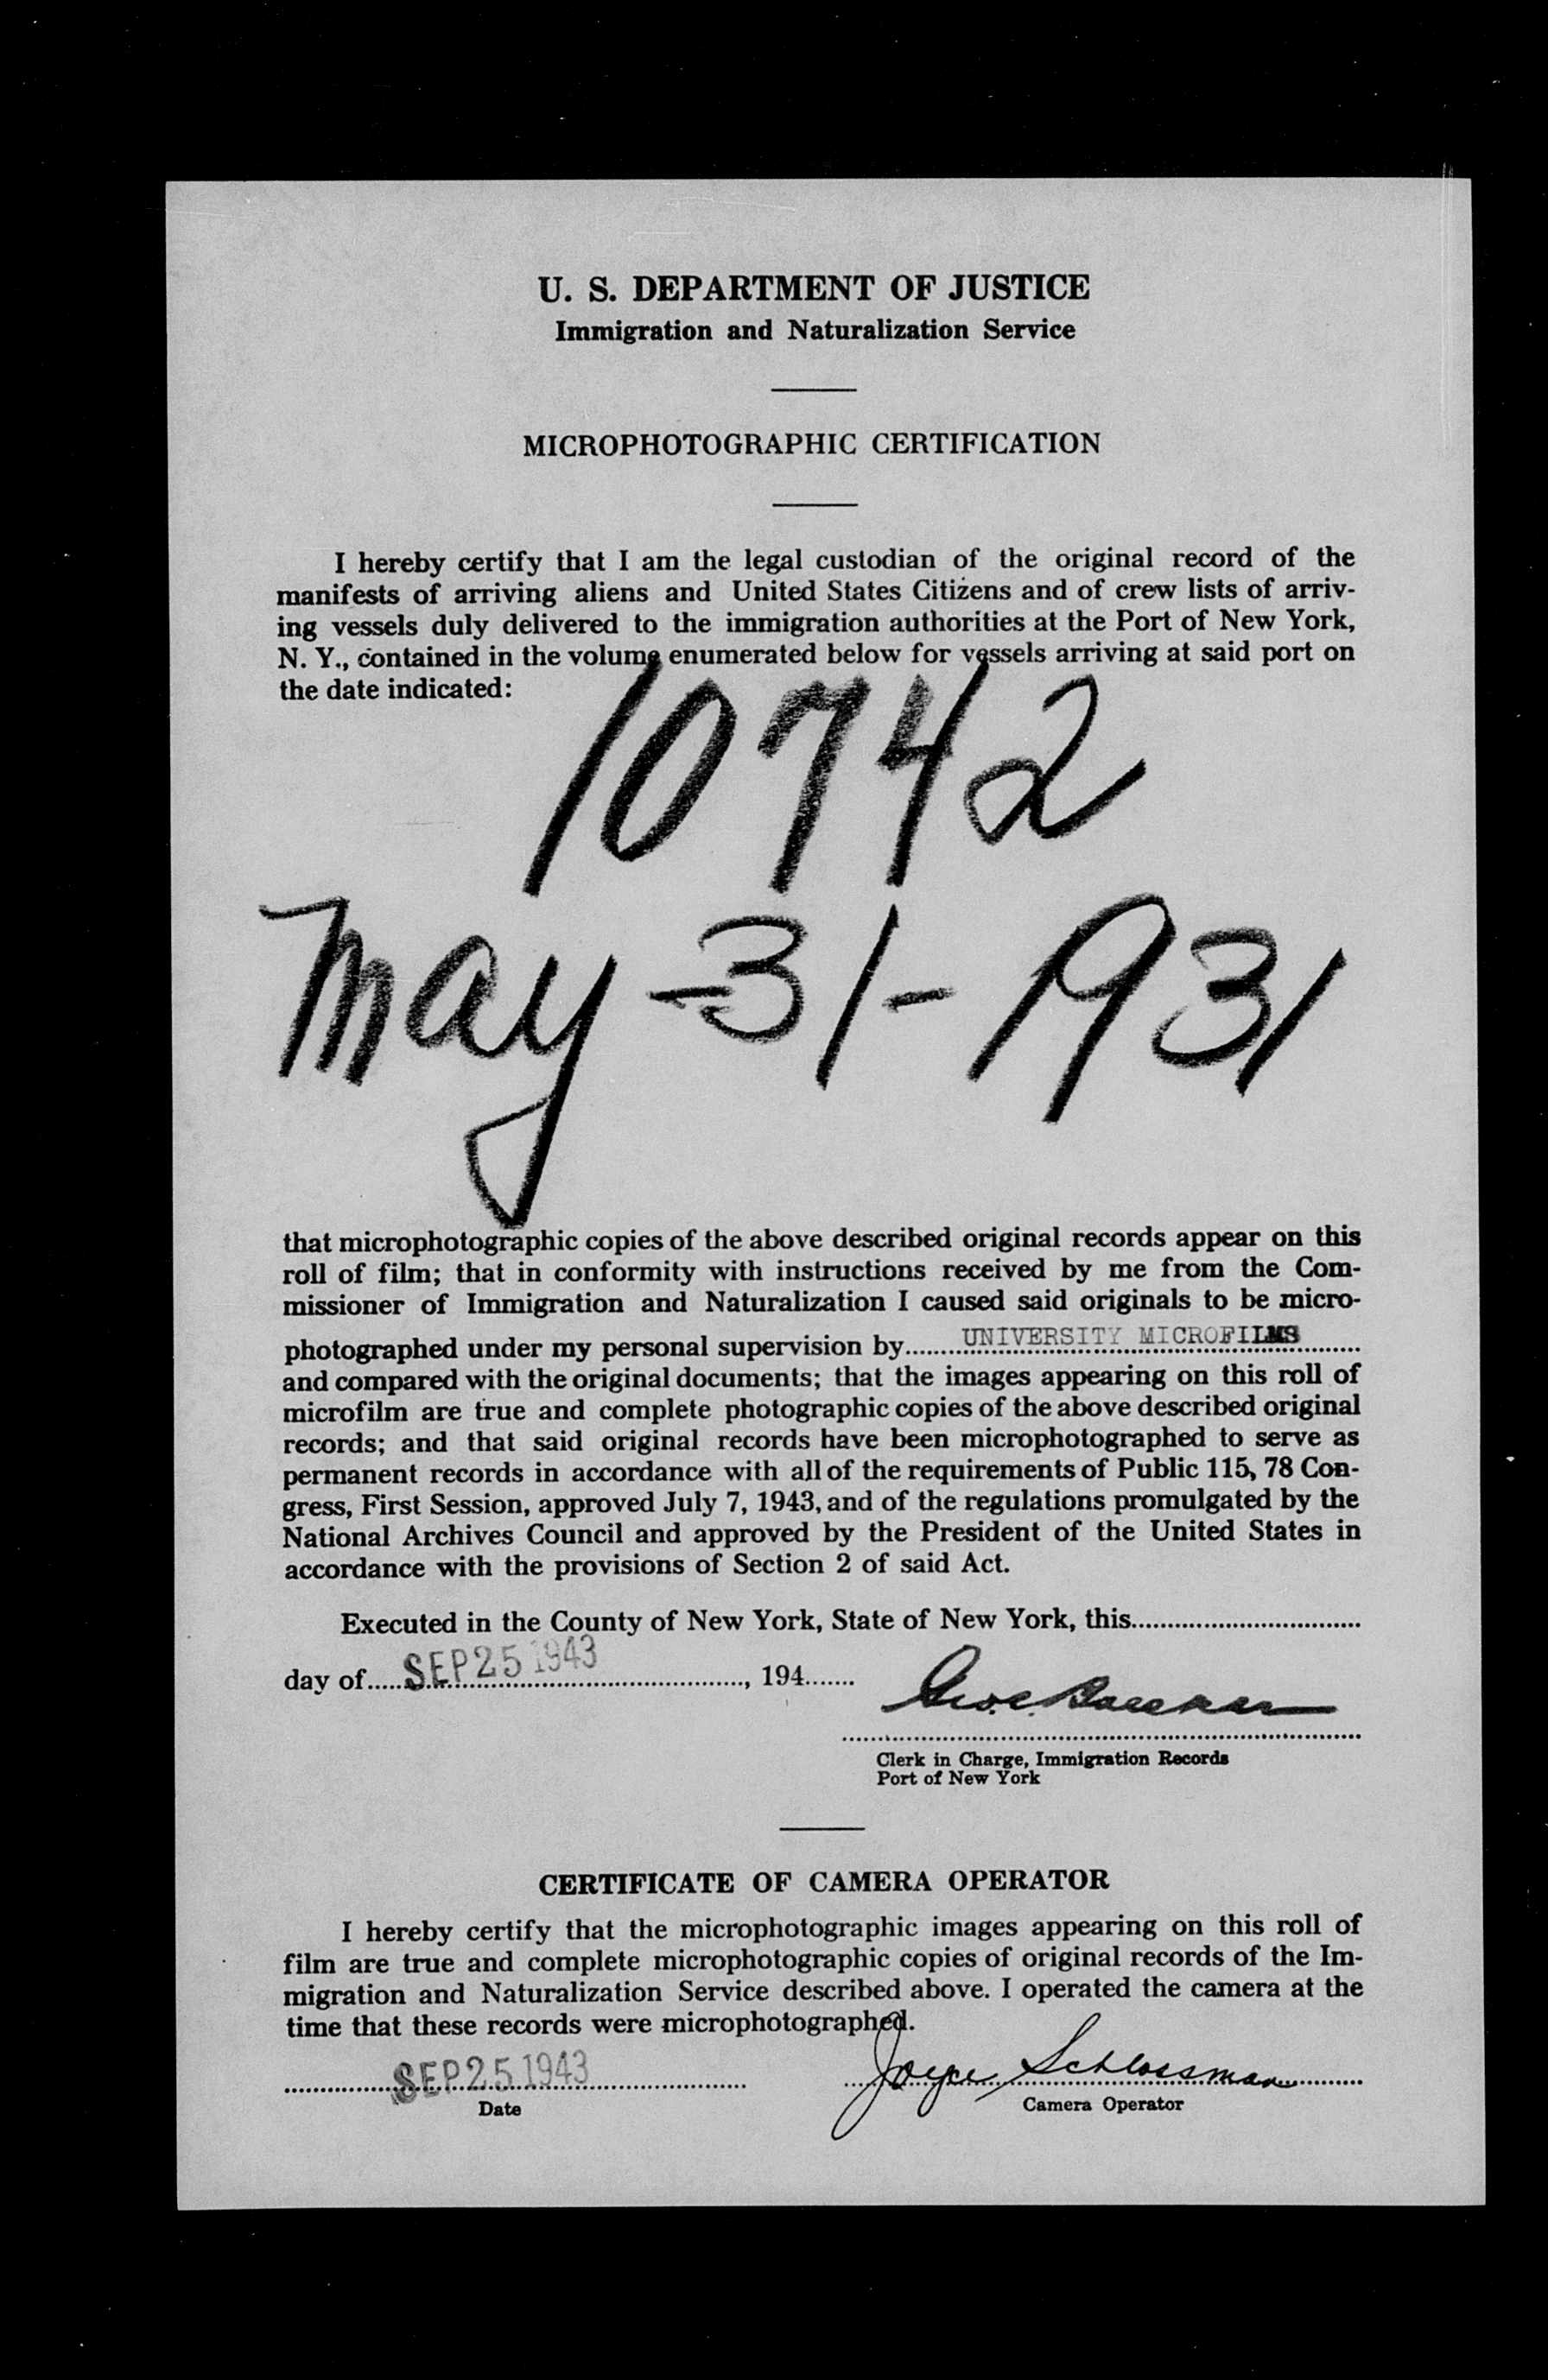 U. S. DEPARTMENT OF JUSTICE
Immigration and Naturalization Service
MICROPHOTOGRAPHIC CERTIFICATION
I hereby certify that I am the legal custodian of the original record of the
manifests of arriving aliens and United States Citizens and of crew lists of arriv-
ing vessels duly delivered to the immigration authorities at the Port of New York,
N. Y., contained in the volume enumerated below for vessels arriving at said port on
the date indicated:
10742
May-31-1931
that microphotographic copies of the above described original records appear on this
roll of film; that in conformity with instructions received by me from the Com-
missioner of Immigration and Naturalization I caused said originals to be micro-
photographed under my personal supervision by UNIVERSITY MICROFILMS
and compared with the original documents; that the images appearing on this roll of
microfilm are true and complete photographic copies of the above described original
records; and that said original records have been microphotographed to serve as
permanent records in accordance with all of the requirements of Public 115, 78 Con-
gress, First Session, approved July 7, 1943, and of the regulations promulgated by the
National Archives Council and approved by the President of the United States in
accordance with the provisions of Section 2 of said Act.
Executed in the County of New York, State of New York, this
day of SEP 25 1943, 194
Clerk in Charge, Immigration Records
Port of New York
CERTIFICATE OF CAMERA OPERATOR
I hereby certify that the microphotographic images appearing on this roll of
film are true and complete microphotographic copies of original records of the Im-
migration and Naturalization Service described above. I operated the camera at the
time that these records were microphotographed.
SEP 25 1943 Joyce Schlossman
Date Camera Operator